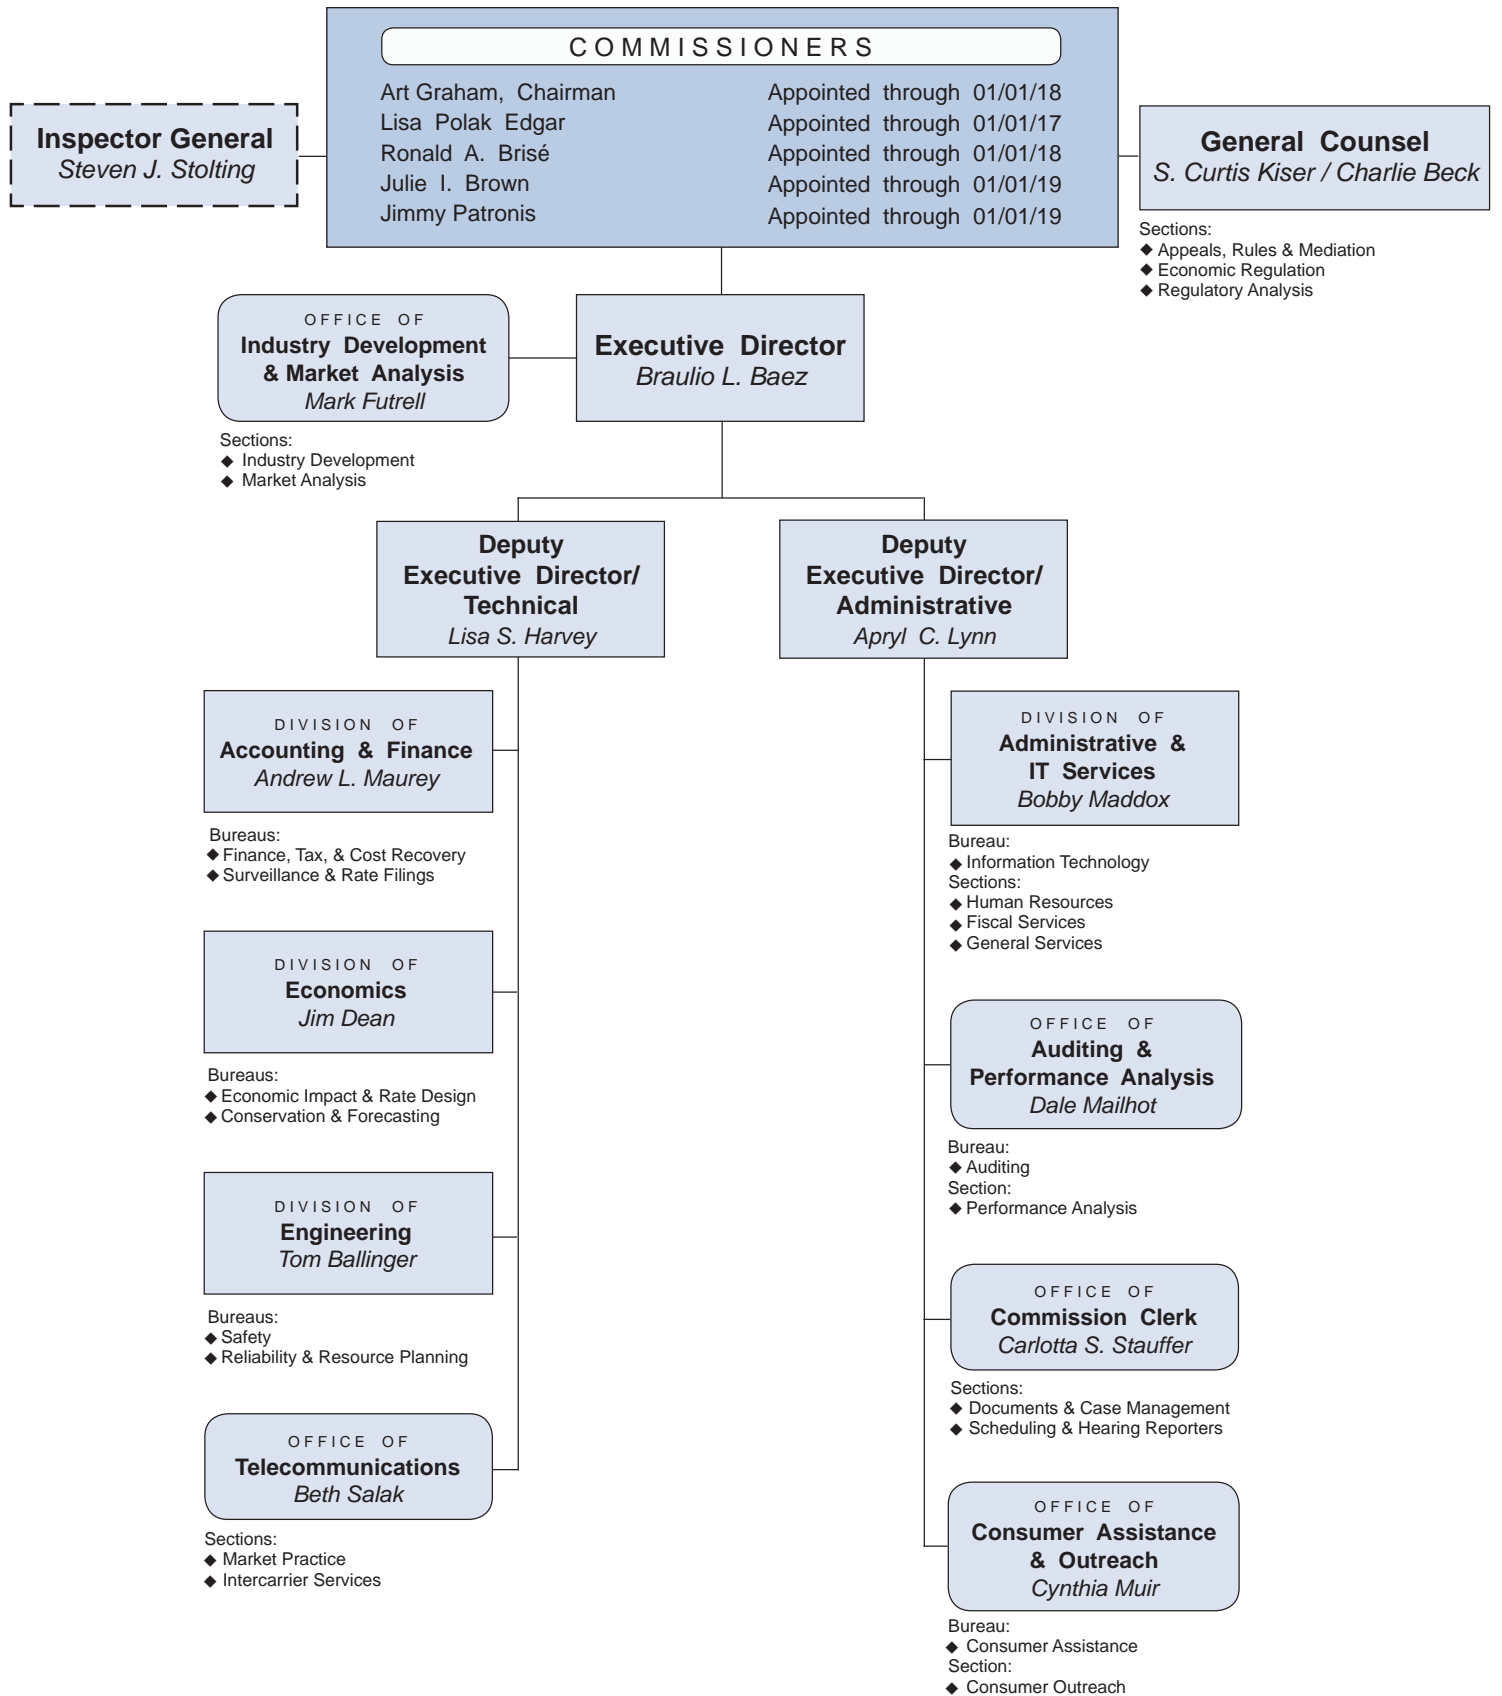 COMMISSIONERS
Art Graham, Chairman Appointed through 01/01/18
Lisa Polak Edgar Appointed through 01/01/17
Ronald A. Brisé Appointed through 01/01/18
Julie I. Brown Appointed through 01/01/19
Jimmy Patronis Appointed through 01/01/19
Inspector General
Steven J. Stolting
General Counsel
S. Curtis Kiser / Charlie Beck
Sections:
◆ Appeals, Rules & Mediation
◆ Economic Regulation
◆ Regulatory Analysis
OFFICE OF
Industry Development
& Market Analysis
Mark Futrell
Sections:
◆ Industry Development
◆ Market Analysis
Executive Director
Braulio L. Baez
Deputy
Executive Director/
Technical
Lisa S. Harvey
Deputy
Executive Director/
Administrative
Apryl C. Lynn
DIVISION OF
Accounting & Finance
Andrew L. Maurey
Bureaus:
◆ Finance, Tax, & Cost Recovery
◆ Surveillance & Rate Filings
DIVISION OF
Economics
Jim Dean
Bureaus:
◆ Economic Impact & Rate Design
◆ Conservation & Forecasting
DIVISION OF
Engineering
Tom Ballinger
Bureaus:
◆ Safety
◆ Reliability & Resource Planning
OFFICE OF
Telecommunications
Beth Salak
Sections:
◆ Market Practice
◆ Intercarrier Services
DIVISION OF
Administrative &
IT Services
Bobby Maddox
Bureau:
◆ Information Technology
Sections:
◆ Human Resources
◆ Fiscal Services
◆ General Services
OFFICE OF
Auditing &
Performance Analysis
Dale Mailhot
Bureau:
◆ Auditing
Section:
◆ Performance Analysis
OFFICE OF
Commission Clerk
Carlotta S. Stauffer
Sections:
◆ Documents & Case Management
◆ Scheduling & Hearing Reporters
OFFICE OF
Consumer Assistance
& Outreach
Cynthia Muir
Bureau:
◆ Consumer Assistance
Section:
◆ Consumer Outreach